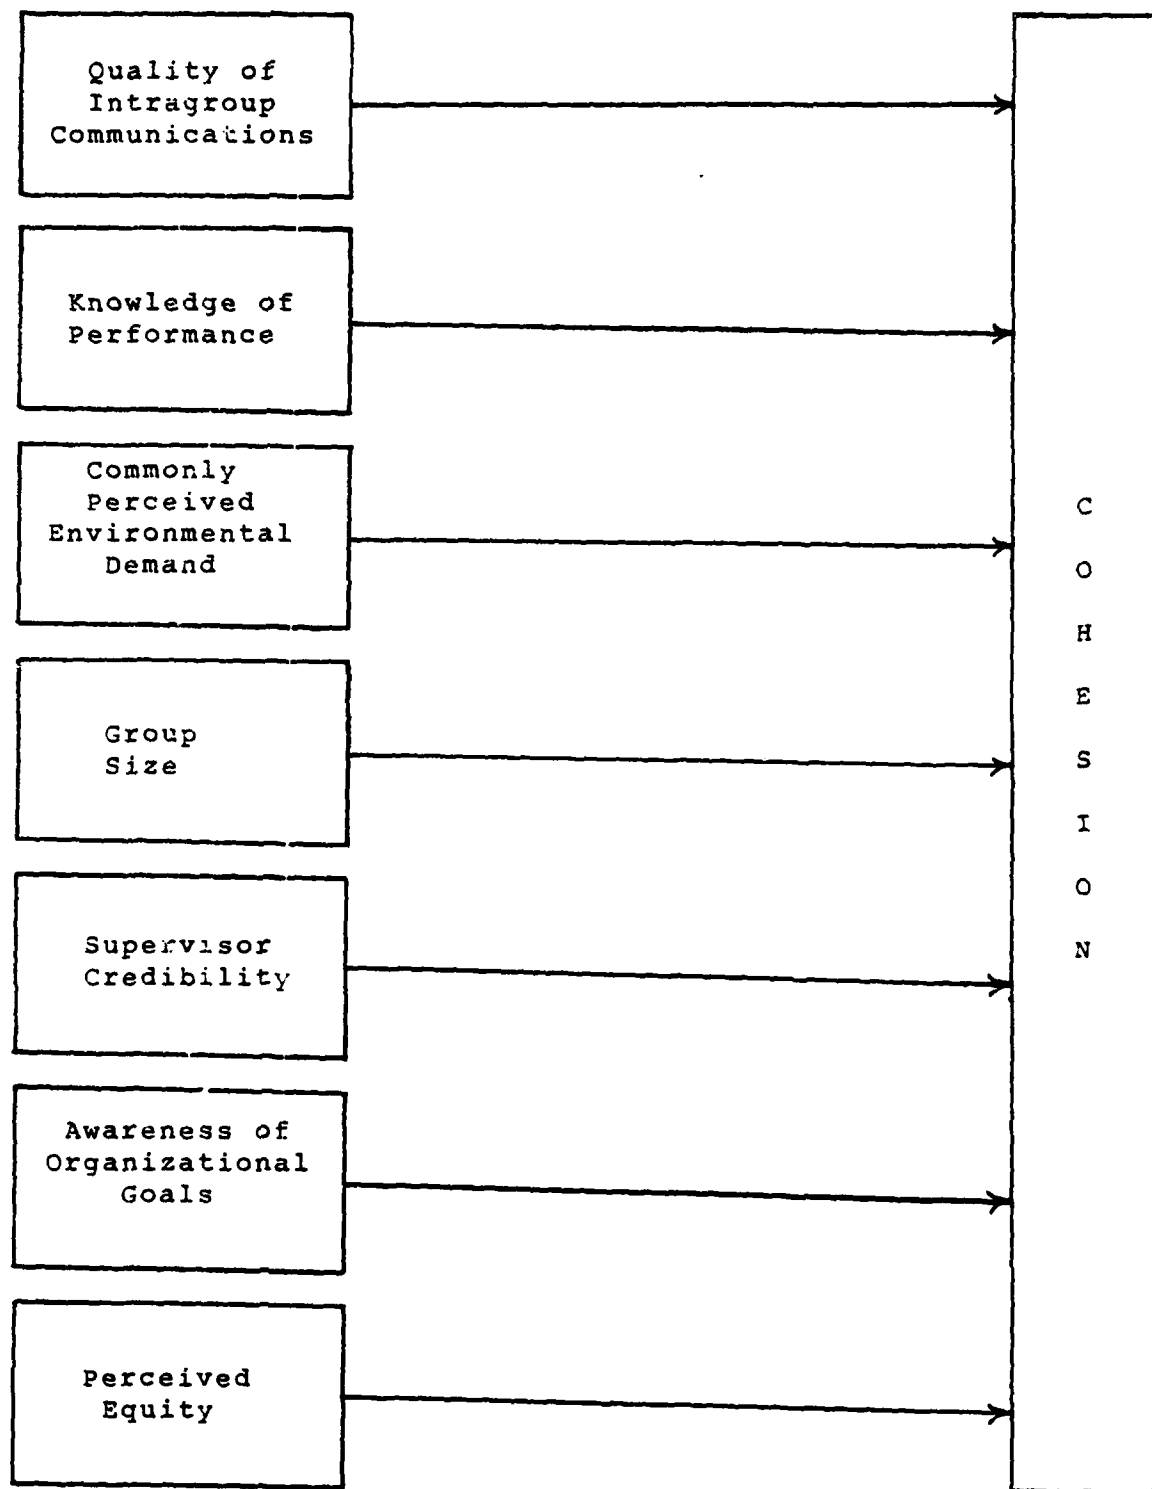 Quality of
Intragroup
Communications
Knowledge of
Performance
Commonly
Perceived
Environmental
Demand
Group
Size
Supervisor
Credibility
Awareness of
Organizational
Goals
Perceived
Equity
C
O
H
E
S
I
O
N